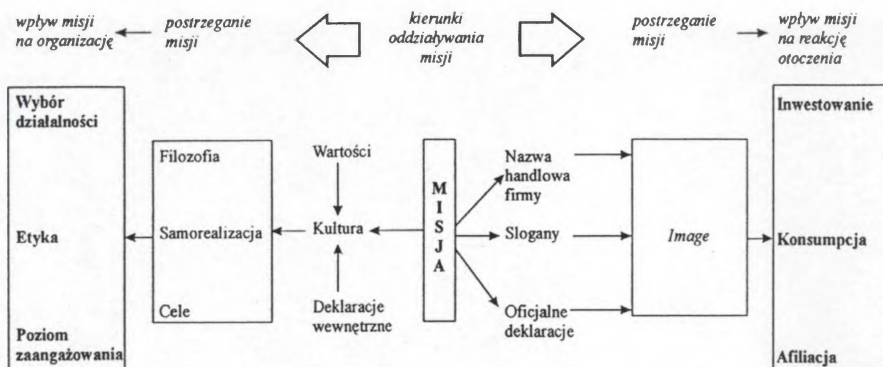 wpływ misji
na organizację
postrzeganie
misji
kierunki
oddziaływania
misji
postrzeganie
misji
wpływ misji
na reakcję
otoczenia
Wybór
działalności
Etyka
Poziom
zaangażowania
Filozofia
Samorealizacja
Cele
Wartości
Kultura
Deklaracje
wewnętrzne
M
I
S
J
A
Nazwa
handlowa
firmy
Slogany
Oficjalne
deklaracje
Image
Inwestowanie
Konsumpcja
Afiliacja